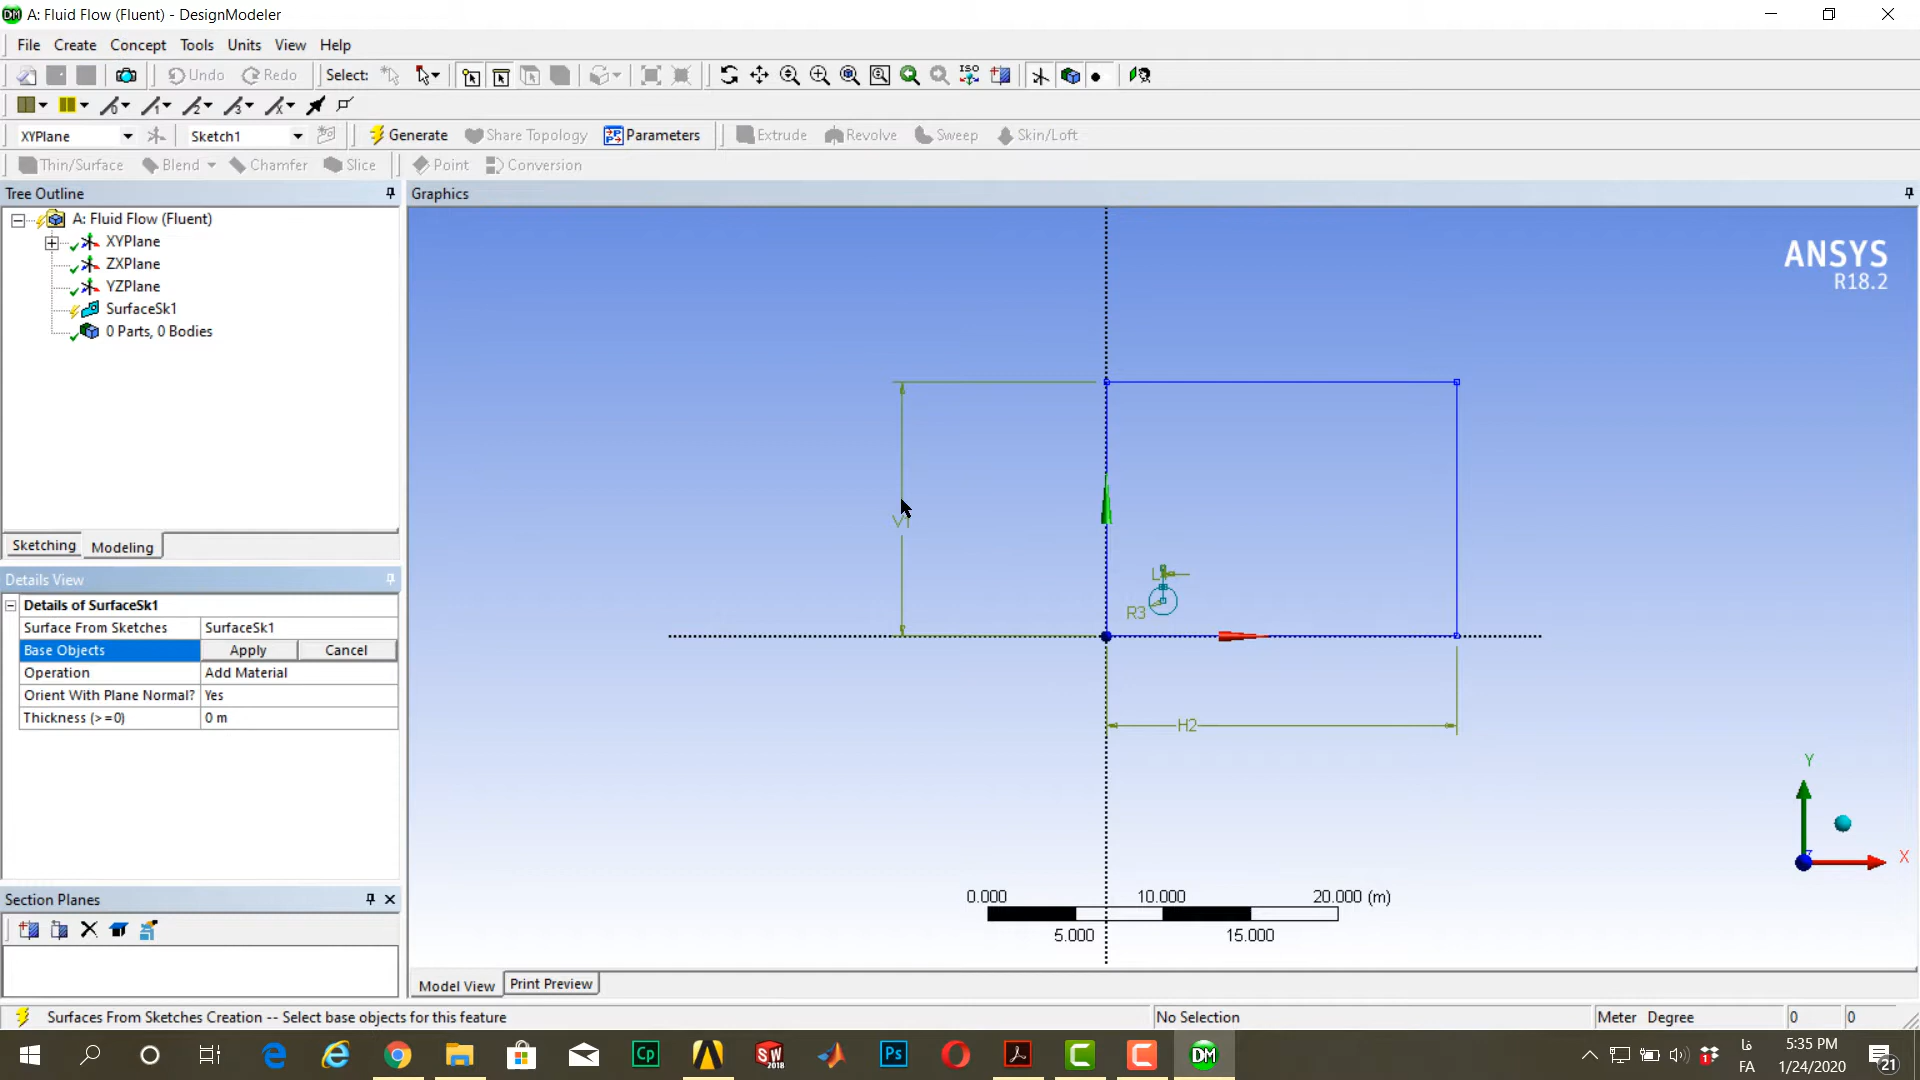 A: Fluid Flow (Fluent) - DesignModeler
File Create Concept Tools Units View Help
Undo Redo Select:
XYPlane Sketch1 Generate Share Topology Parameters Extrude Revolve Sweep Skin/Loft
Thin/Surface Blend Chamfer Slice Point Conversion
Tree Outline
A: Fluid Flow (Fluent)
XYPlane
ZXPlane
YZPlane
SurfaceSk1
0 Parts, 0 Bodies
Sketching Modeling
Details View
Details of SurfaceSk1
Surface From Sketches SurfaceSk1
Base Objects Apply Cancel
Operation Add Material
Orient With Plane Normal? Yes
Thickness (>=0) 0 m
Section Planes
Graphics
ANSYS
R18.2
V1
R3
H2
Y
X
0.000 10.000 20.000 (m)
5.000 15.000
Model View Print Preview
Surfaces From Sketches Creation -- Select base objects for this feature
No Selection
Meter Degree 0 0
فا
FA
5:35 PM
1/24/2020
21